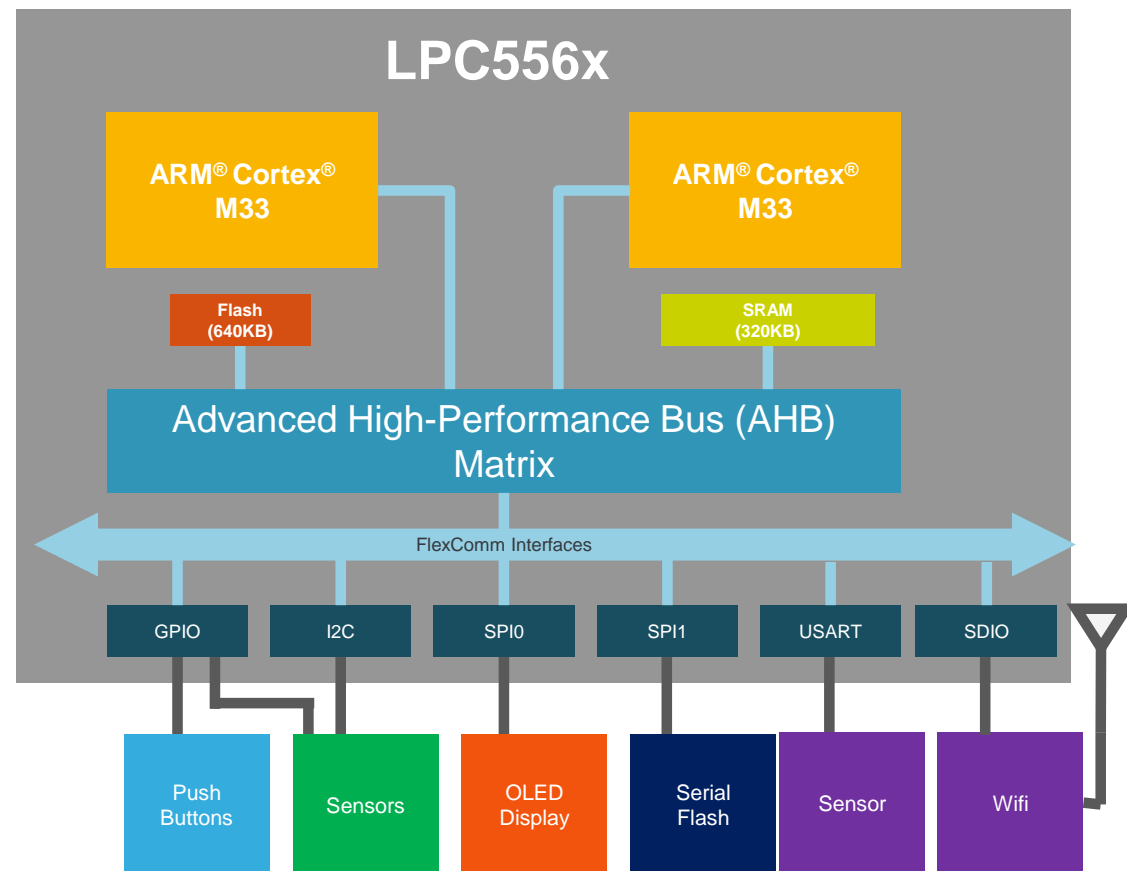 LPC556x
ARM® Cortex®
M33
ARM® Cortex®
M33
Flash
(640KB)
SRAM
(320KB)
Advanced High-Performance Bus (AHB)
Matrix
FlexComm Interfaces
GPIO
I2C
SPI0
SPI1
USART
SDIO
Push
Buttons
Sensors
OLED
Display
Serial
Flash
Sensor
Wifi